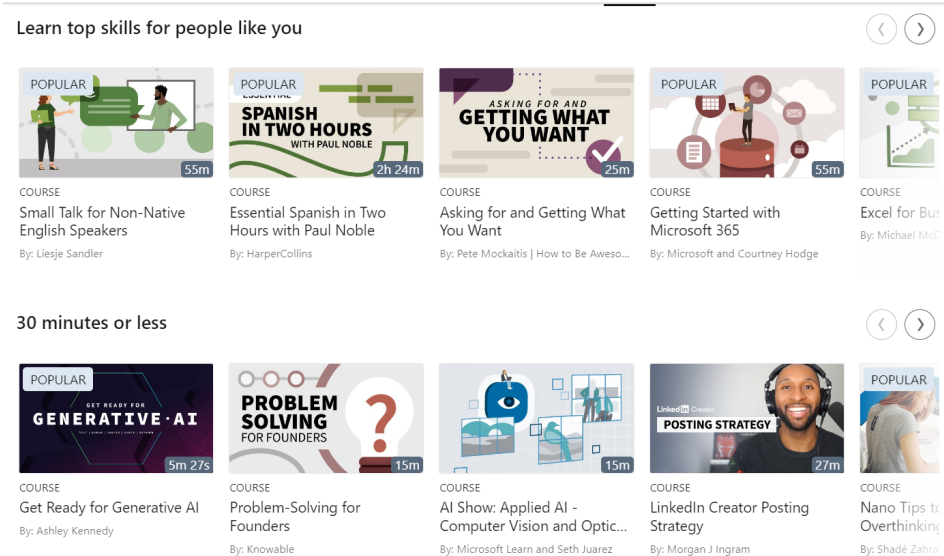 Learn top skills for people like you
POPULAR
55m
COURSE
Small Talk for Non-Native
English Speakers
By: Liesje Sandler
POPULAR
ESSENTIAL
SPANISH
IN TWO HOURS
WITH PAUL NOBLE
2h 24m
COURSE
Essential Spanish in Two
Hours with Paul Noble
By: HarperCollins
ASKING FOR AND
GETTING WHAT
YOU WANT
25m
COURSE
Asking for and Getting What
You Want
By: Pete Mockaitis | How to Be Aweso...
POPULAR
55m
COURSE
Getting Started with
Microsoft 365
By: Microsoft and Courtney Hodge
POPULAR
COURSE
Excel for Bus
By: Michael McD
30 minutes or less
POPULAR
GET READY FOR
GENERATIVE·AI
5m 27s
COURSE
Get Ready for Generative AI
By: Ashley Kennedy
PROBLEM
SOLVING
FOR FOUNDERS
15m
COURSE
Problem-Solving for
Founders
By: Knowable
15m
COURSE
AI Show: Applied AI -
Computer Vision and Optic...
By: Microsoft Learn and Seth Juarez
Linked in Creator
POSTING STRATEGY
27m
COURSE
LinkedIn Creator Posting
Strategy
By: Morgan J Ingram
POPULAR
COURSE
Nano Tips to
Overthinking
By: Shadé Zahra